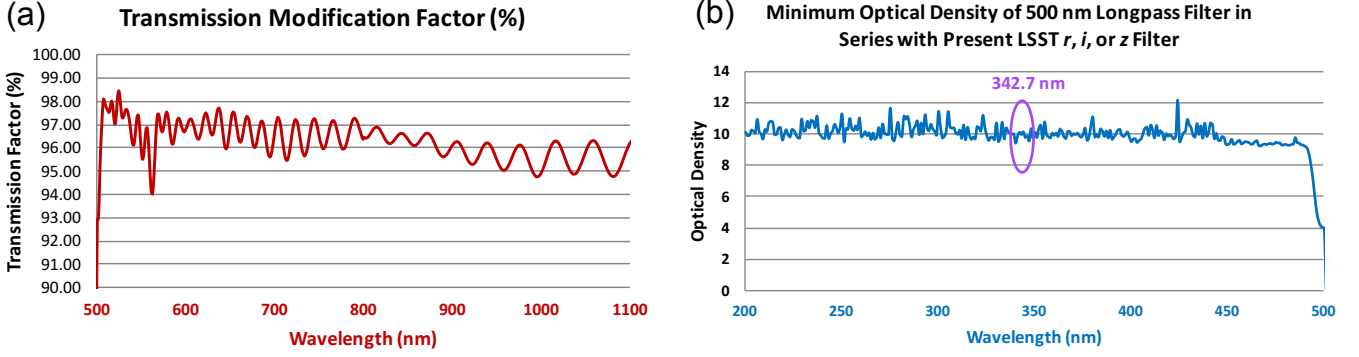 (a)
Transmission Modification Factor (%)
Transmission Factor (%)
100.00
99.00
98.00
97.00
96.00
95.00
94.00
93.00
92.00
91.00
90.00
500 600 700 800 900 1000 1100
Wavelength (nm)
(b)
Minimum Optical Density of 500 nm Longpass Filter in
Series with Present LSST r, i, or z Filter
Optical Density
14
12
10
8
6
4
2
0
342.7 nm
200 250 300 350 400 450 500
Wavelength (nm)